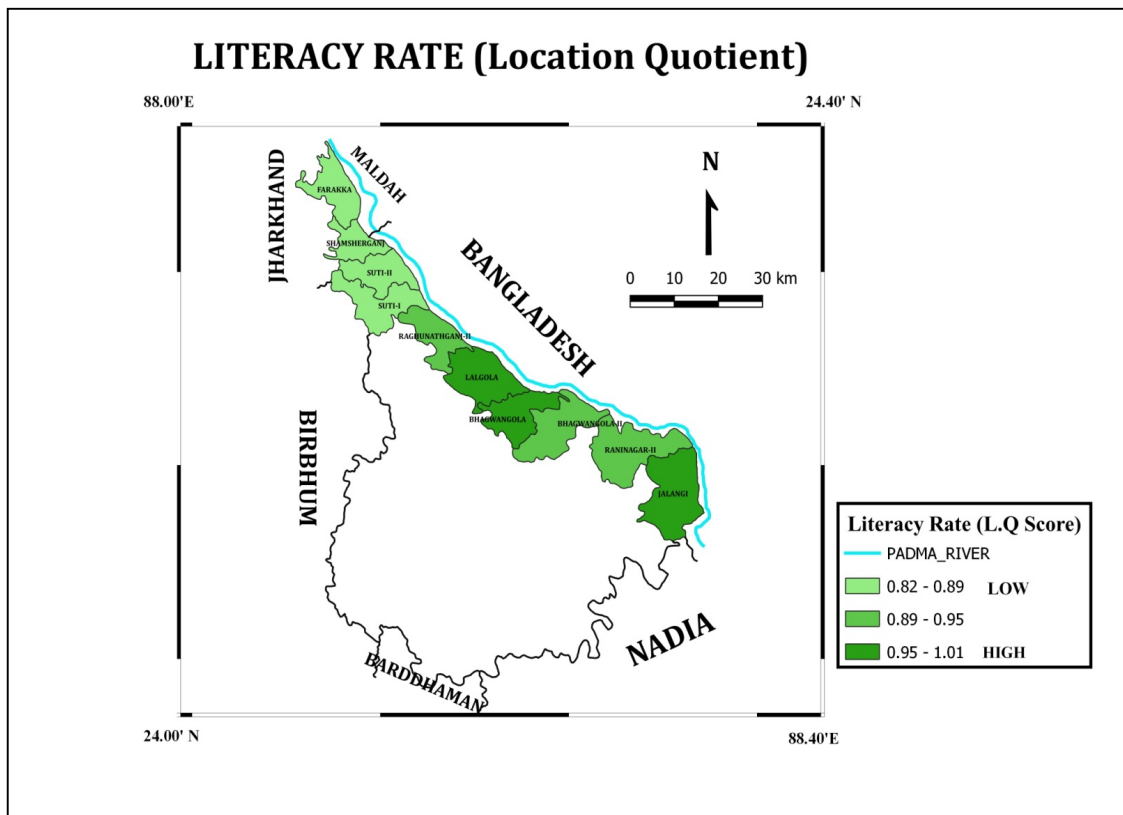 LITERACY RATE (Location Quotient)
88.00'E
24.40' N
JHARKHAND
MALDAH
N
FARAKKA
SHAMSHERGANJ
BANGLADESH
SUTI-II
0 10 20 30 km
SUTI-I
RAGHUNATHGANJ-II
LALGOLA
BIRBHUM
BHAGWANGOLA
BHAGWANGOLA-II
RANINAGAR-II
JALANGI
Literacy Rate (L.Q Score)
PADMA_RIVER
0.82 - 0.89 LOW
0.89 - 0.95
0.95 - 1.01 HIGH
NADIA
BARDDHAMAN
24.00' N
88.40'E